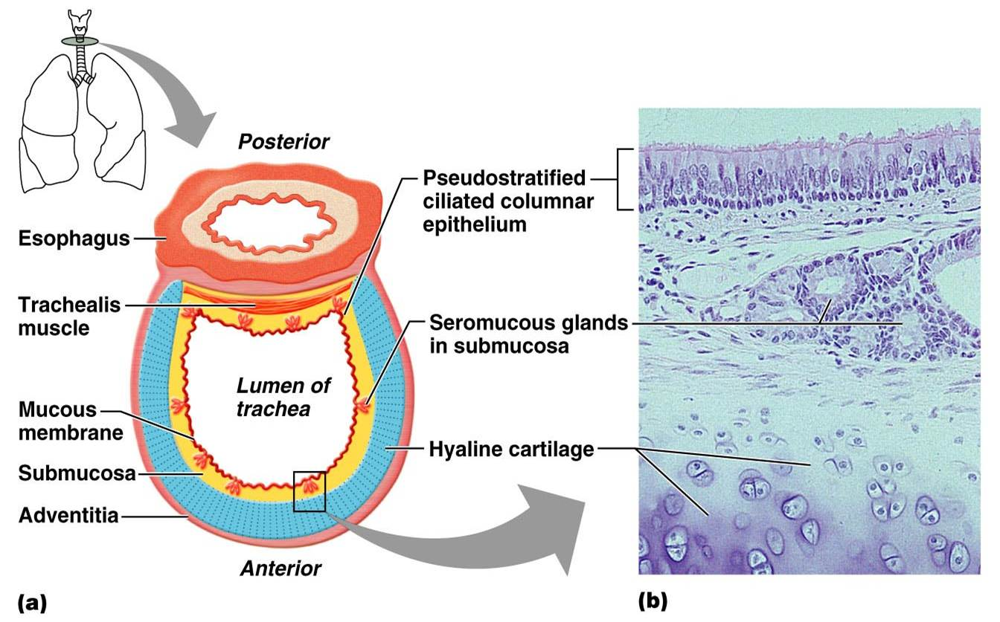 Posterior
Pseudostratified
ciliated columnar
epithelium
Esophagus
Trachealis
muscle
Seromucous glands
in submucosa
Lumen of
trachea
Mucous
membrane
Hyaline cartilage
Submucosa
Adventitia
Anterior
(a)
(b)